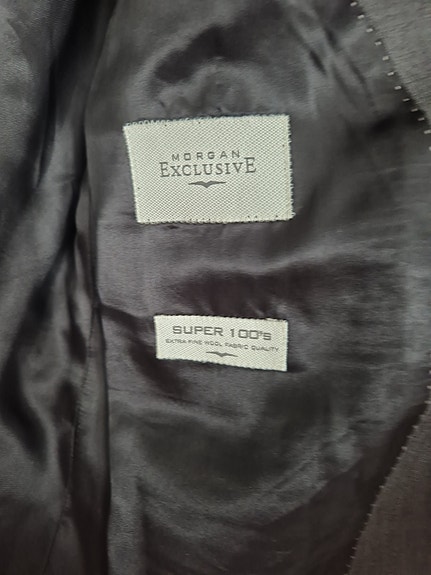 MORGAN
EXCLUSIVE
SUPER 100's
EXTRA FINE WOOL FABRIC QUALITY